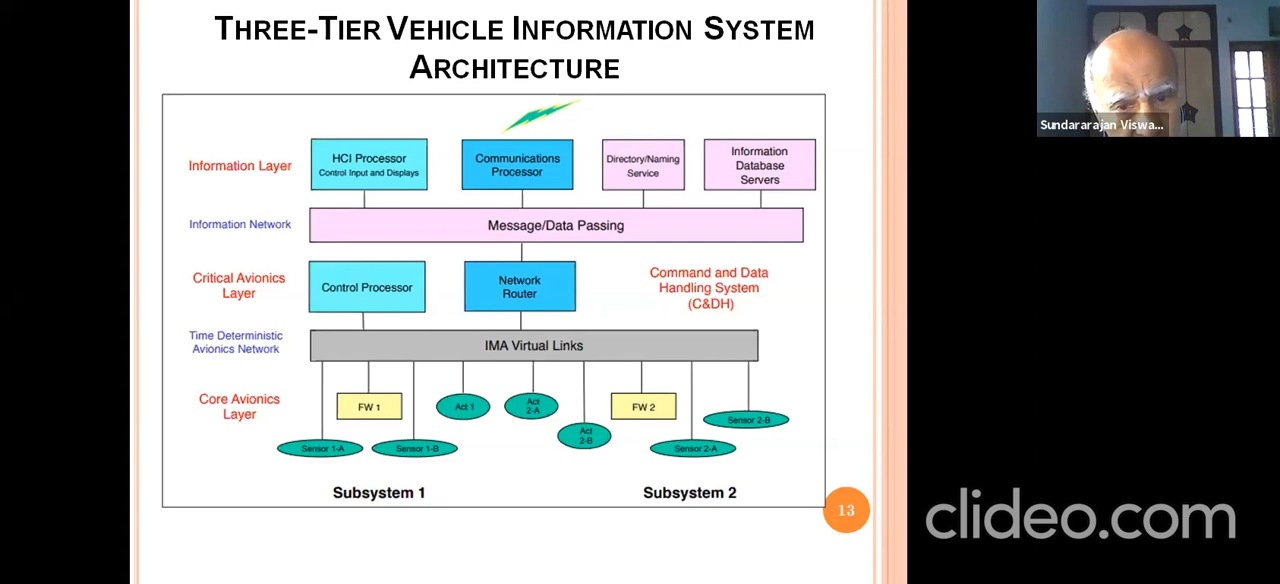 THREE-TIER VEHICLE INFORMATION SYSTEM
ARCHITECTURE
Sundararajan Viswa...
Information Layer
HCI Processor
Control Input and Displays
Communications
Processor
Directory/Naming
Service
Information
Database
Servers
Information Network
Message/Data Passing
Critical Avionics
Layer
Control Processor
Network
Router
Command and Data
Handling System
(C&DH)
Time Deterministic
Avionics Network
IMA Virtual Links
Core Avionics
Layer
FW 1
Act 1
Act
2-A
Act
2-B
FW 2
Sensor 2-B
Sensor 1-A
Sensor 1-B
Sensor 2-A
Subsystem 1
Subsystem 2
13
clideo.com